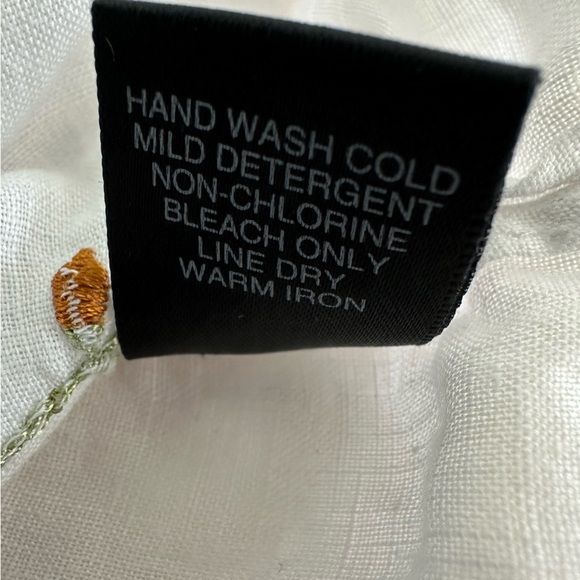 HAND WASH COLD
MILD DETERGENT
NON-CHLORINE
BLEACH ONLY
LINE DRY
WARM IRON